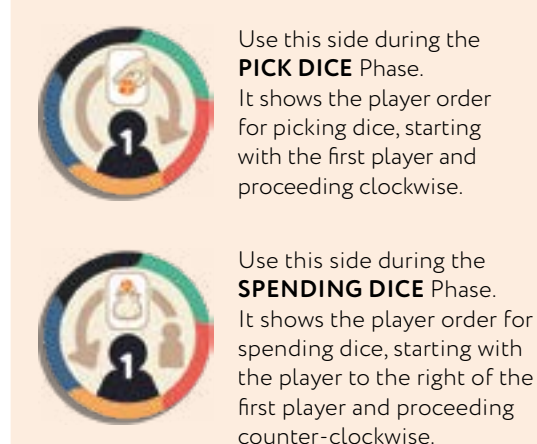 1
Use this side during the
PICK DICE Phase.
It shows the player order
for picking dice, starting
with the first player and
proceeding clockwise.
1
Use this side during the
SPENDING DICE Phase.
It shows the player order for
spending dice, starting with
the player to the right of the
first player and proceeding
counter-clockwise.